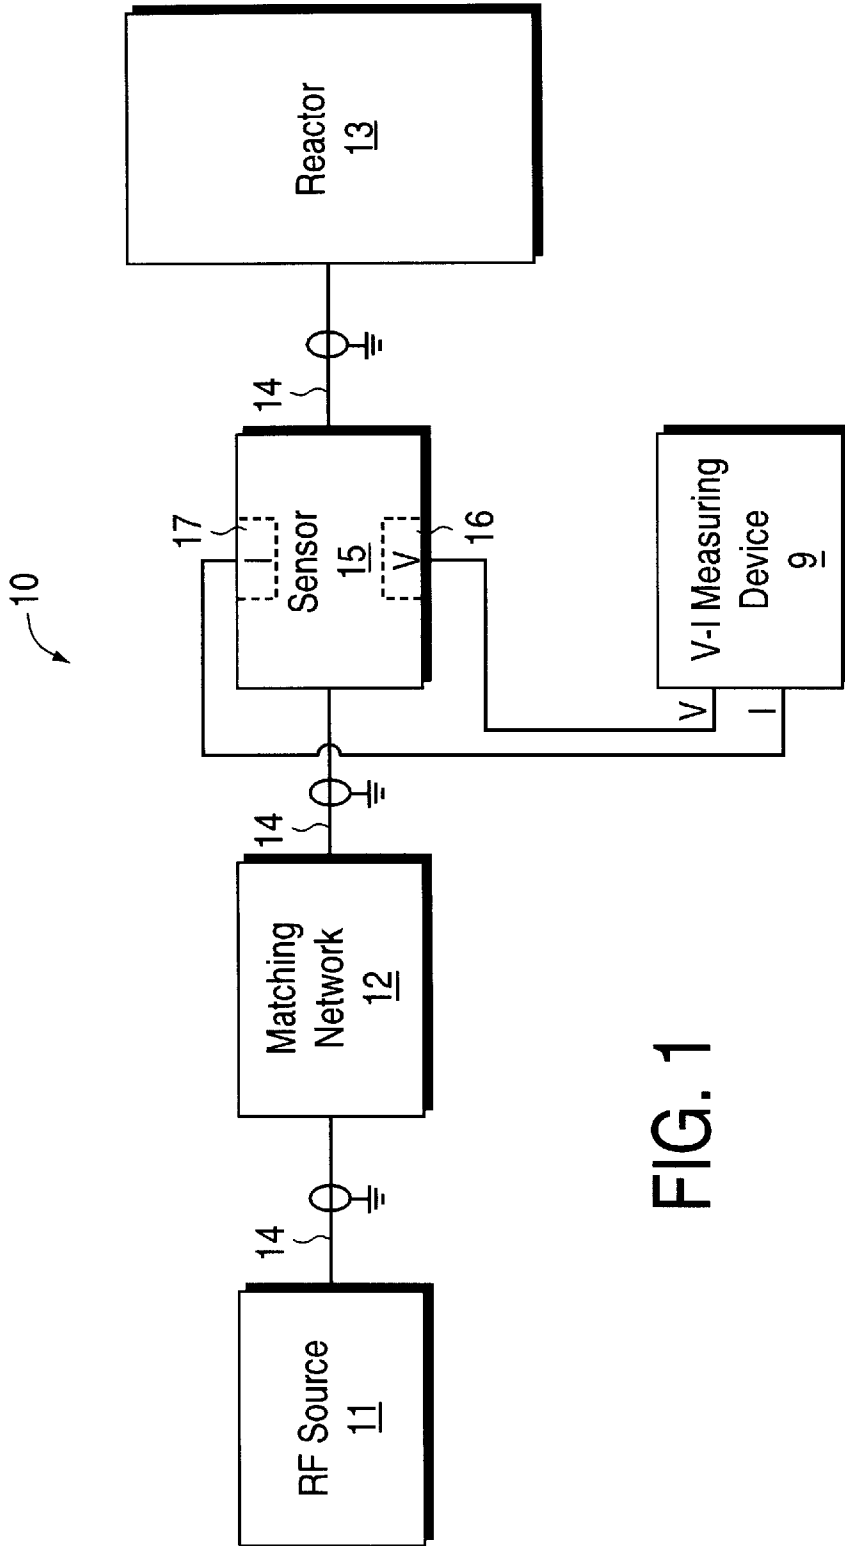 10
RF Source
11
14
Matching
Network
12
14
17
I
Sensor
15
V
16
14
Reactor
13
V
I
V-I Measuring
Device
9
FIG. 1